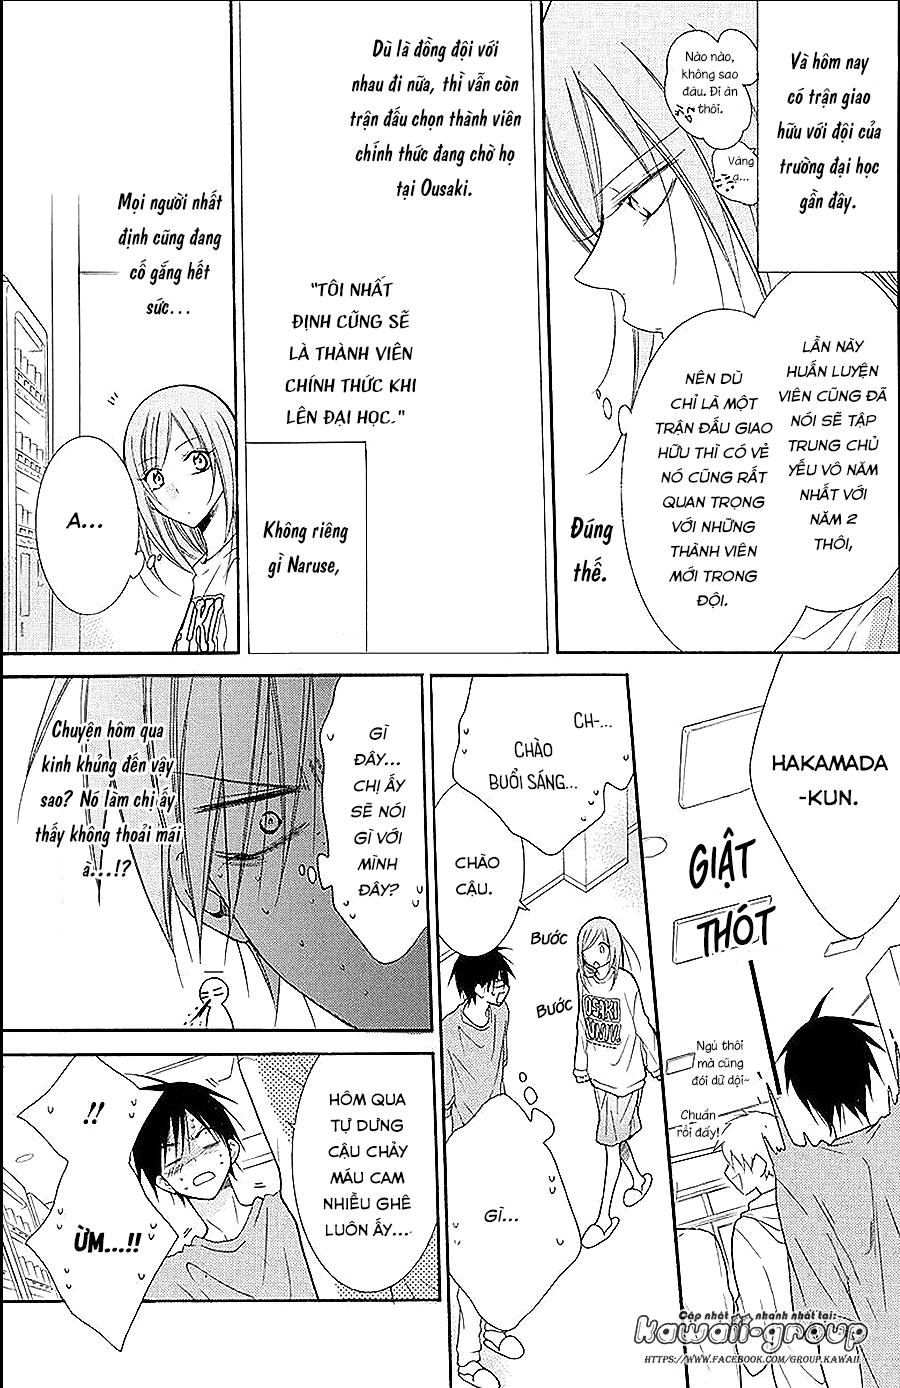 Và hôm nay
có trận giao
hữu với đội của
trường đại học
gần đây.
Nào nào,
không sao
đâu. Đi ăn
thôi.
Vâng
ạ...
LẦN NÀY
HUẤN LUYỆN
VIÊN CŨNG ĐÃ
NÓI SẼ TẬP
TRUNG CHỦ
YẾU VÔ NĂM
NHẤT VỚI
NĂM 2
THÔI,
NÊN DÙ
CHỈ LÀ MỘT
TRẬN ĐẤU GIAO
HỮU THÌ CÓ VẺ
NÓ CŨNG RẤT
QUAN TRỌNG
VỚI NHỮNG
THÀNH VIÊN
MỚI TRONG
ĐỘI.
Đúng
thế.
Dù là đồng đội với
nhau đi nữa, thì vẫn còn
trận đấu chọn thành viên
chính thức đang chờ họ
tại Ousaki.
"TÔI NHẤT
ĐỊNH CŨNG SẼ
LÀ THÀNH VIÊN
CHÍNH THỨC KHI
LÊN ĐẠI HỌC."
Không riêng
gì Naruse,
Mọi người nhất
định cũng đang
cố gắng hết
sức...
A...
HAKAMADA
-KUN.
GIẬT
THÓT
Ngủ thôi
mà cũng
đói dữ dội~
Chuẩn
rồi đấy!
CH-...
CHÀO
BUỔI SÁNG...
CHÀO
CẬU.
Bước
Bước
OSAKI
UNIV
GÌ...
GÌ
ĐÂY...
CHỊ ẤY
SẼ NÓI
GÌ VỚI
MÌNH
ĐÂY?
Chuyện hôm qua
kinh khủng đến vậy
sao? Nó làm chị ấy
thấy không thoải mái
à...!?
HÔM QUA
TỰ DƯNG
CẬU CHẢY
MÁU CAM
NHIỀU GHÊ
LUÔN ẤY...
!!
ỪM...!!
Cập nhật nhanh nhất tại:
kawaii-group
HTTPS://WWW.FACEBOOK.COM/GROUP.KAWAII